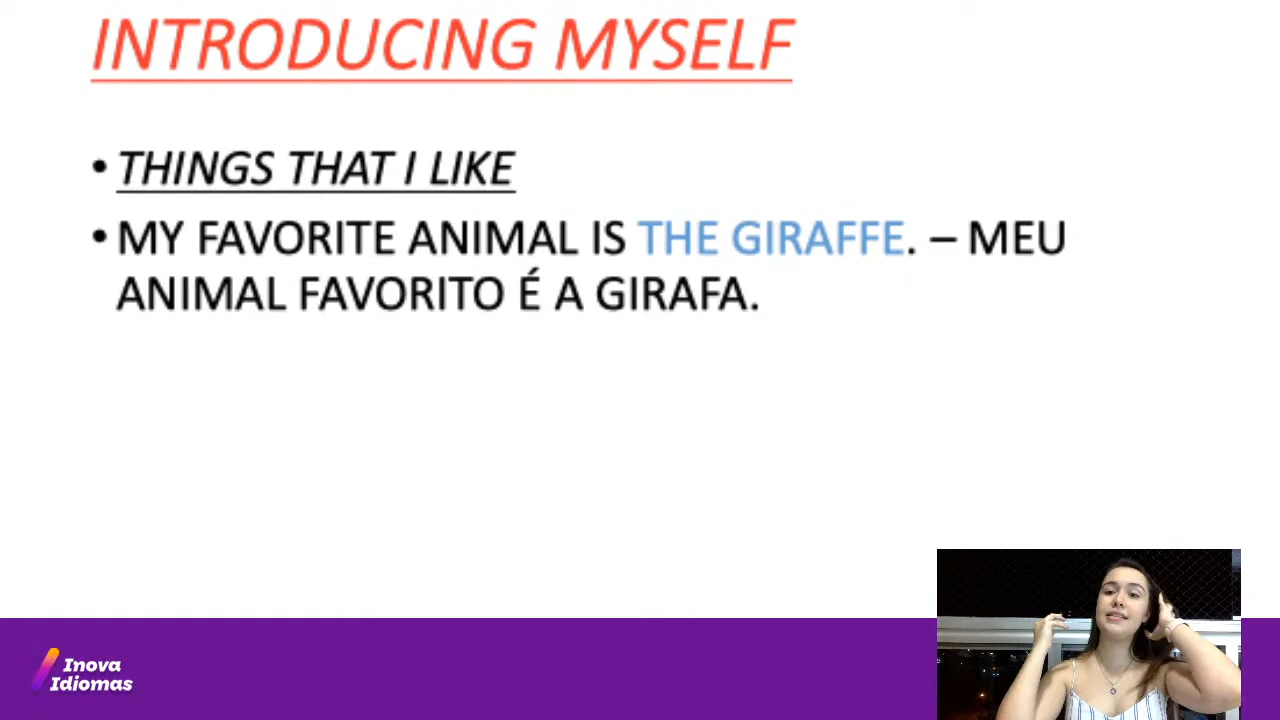 INTRODUCING MYSELF
• THINGS THAT I LIKE
• MY FAVORITE ANIMAL IS THE GIRAFFE. – MEU
ANIMAL FAVORITO É A GIRAFA.
Inova
Idiomas